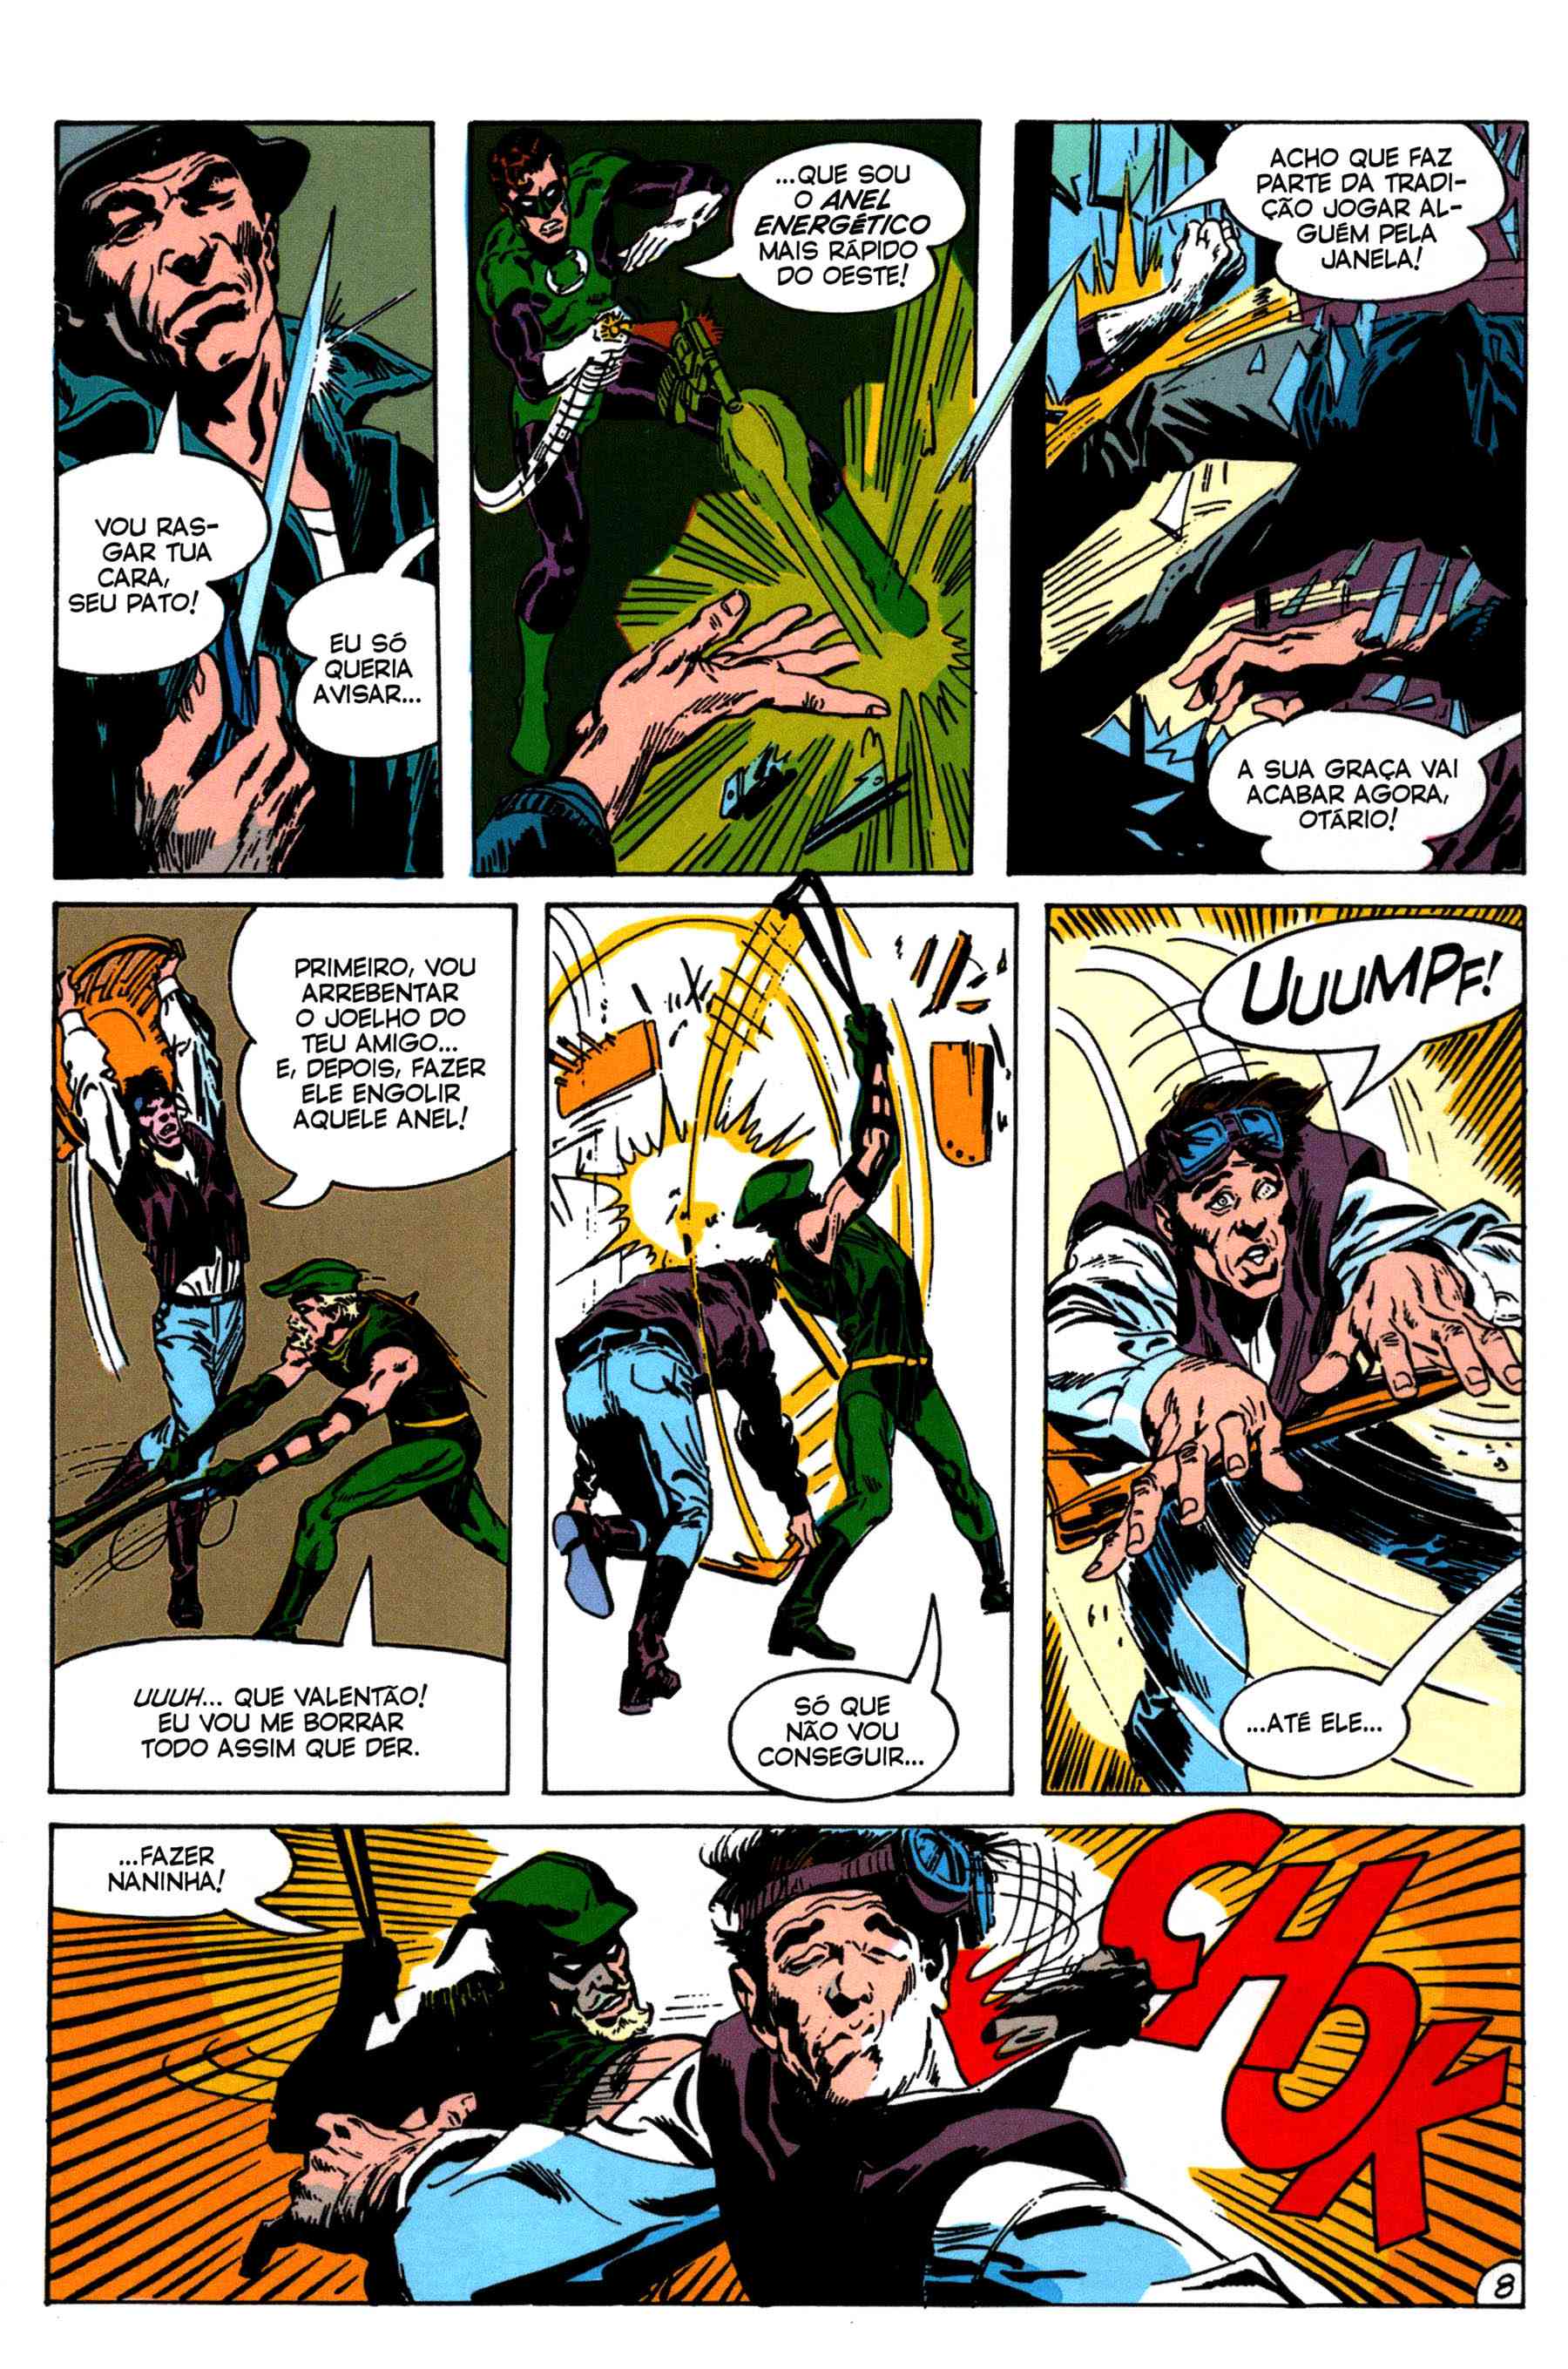 VOU RAS-
GAR TUA
CARA,
SEU PATO!
EU SÓ
QUERIA
AVISAR...
...QUE SOU
O ANEL
ENERGÉTICO
MAIS RÁPIDO
DO OESTE!
ACHO QUE FAZ
PARTE DA TRADI-
ÇÃO JOGAR AL-
GUÉM PELA
JANELA!
A SUA GRAÇA VAI
ACABAR AGORA,
OTÁRIO!
PRIMEIRO, VOU
ARREBENTAR
O JOELHO DO
TEU AMIGO...
E, DEPOIS, FAZER
ELE ENGOLIR
AQUELE ANEL!
UUUH... QUE VALENTÃO!
EU VOU ME BORRAR
TODO ASSIM QUE DER.
SÓ QUE
NÃO VOU
CONSEGUIR...
UUUMPF!
...ATÉ ELE...
...FAZER
NANINHA!
CHOK
8